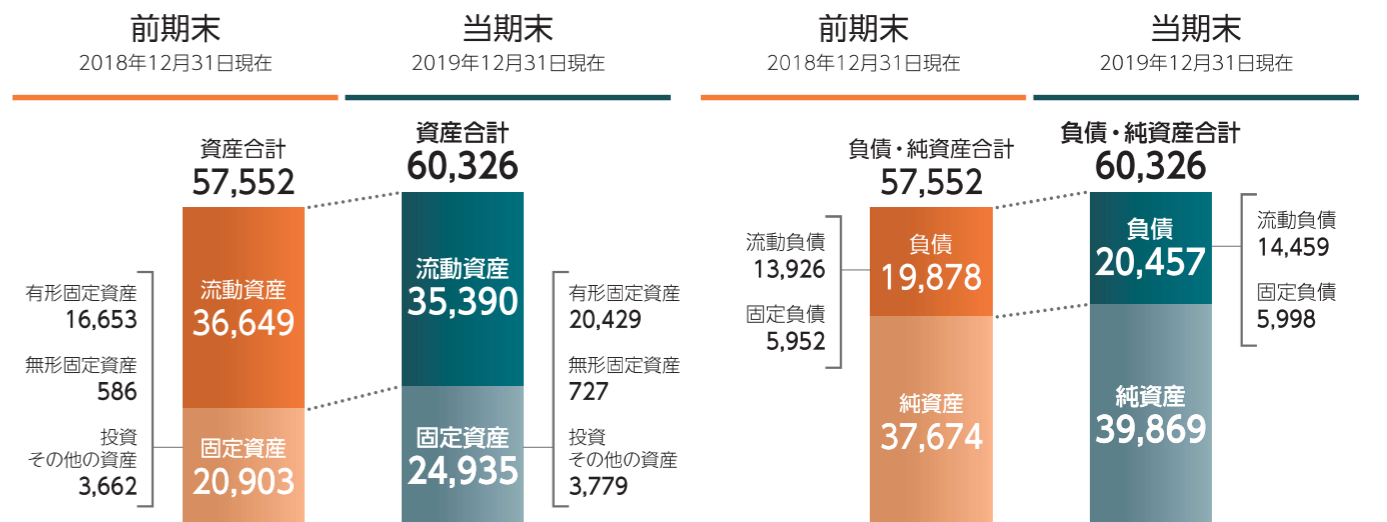 前期末
2018年12月31日現在
当期末
2019年12月31日現在
資産合計
57,552
流動資産
36,649
固定資産
20,903
有形固定資産
16,653
無形固定資産
586
投資
その他の資産
3,662
資産合計
60,326
流動資産
35,390
固定資産
24,935
有形固定資産
20,429
無形固定資産
727
投資
その他の資産
3,779
前期末
2018年12月31日現在
当期末
2019年12月31日現在
負債・純資産合計
57,552
流動負債
13,926
固定負債
5,952
負債
19,878
純資産
37,674
負債・純資産合計
60,326
負債
20,457
純資産
39,869
流動負債
14,459
固定負債
5,998